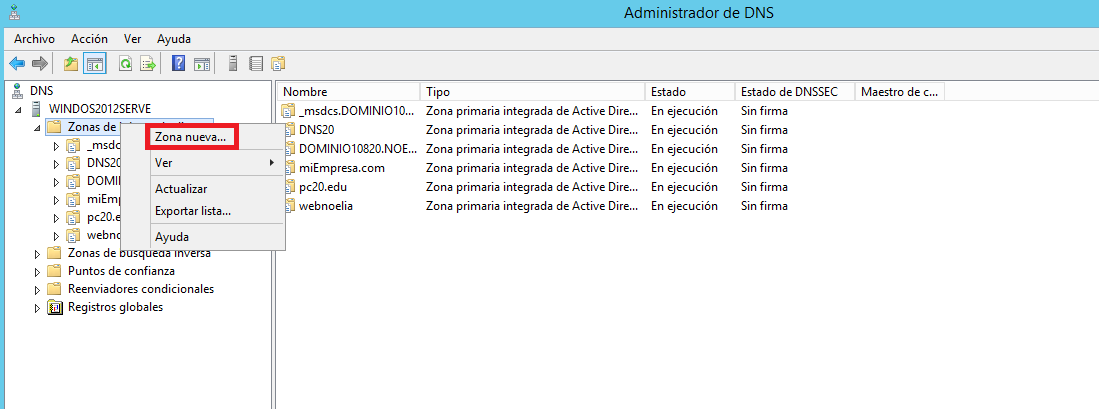 Administrador de DNS
Archivo Acción Ver Ayuda
DNS
WINDOS2012SERVE
Zonas de
_msdc
DNS20
DOMI
miEmp
pc20.e
webno
Zonas de búsqueda inversa
Puntos de confianza
Reenviadores condicionales
Registros globales
Zona nueva...
Ver
Actualizar
Exportar lista...
Ayuda
Nombre Tipo Estado Estado de DNSSEC Maestro de c...
_msdcs.DOMINIO10... Zona primaria integrada de Active Dire... En ejecución Sin firma
DNS20 Zona primaria integrada de Active Dire... En ejecución Sin firma
DOMINIO10820.NOE... Zona primaria integrada de Active Dire... En ejecución Sin firma
miEmpresa.com Zona primaria integrada de Active Dire... En ejecución Sin firma
pc20.edu Zona primaria integrada de Active Dire... En ejecución Sin firma
webnoelia Zona primaria integrada de Active Dire... En ejecución Sin firma